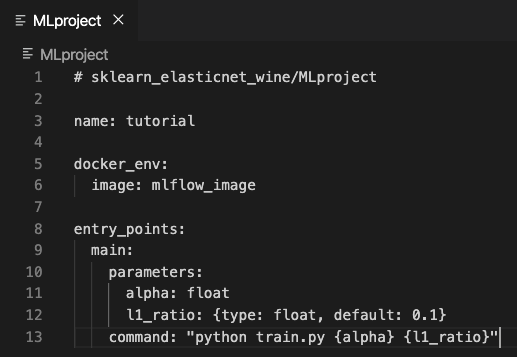 MLproject ×
MLproject
1 # sklearn_elasticnet_wine/MLproject
2
3 name: tutorial
4
5 docker_env:
6   image: mlflow_image
7
8 entry_points:
9   main:
10     parameters:
11       alpha: float
12       l1_ratio: {type: float, default: 0.1}
13     command: "python train.py {alpha} {l1_ratio}"